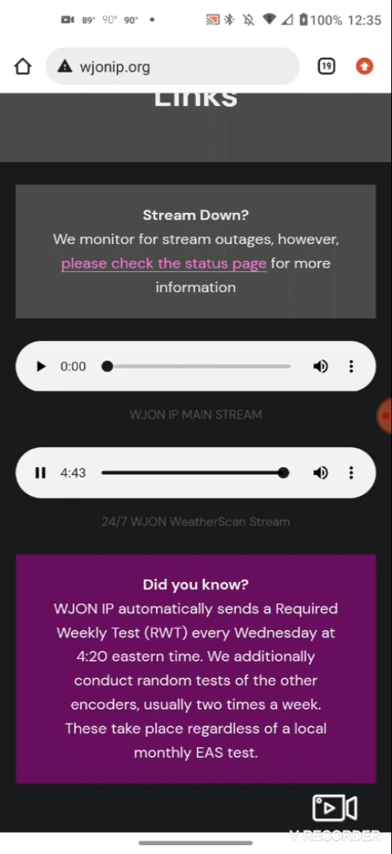 89° 90° 90° • 100% 12:35
wjonip.org 19
Links
Stream Down?
We monitor for stream outages, however,
please check the status page for more
information
0:00
WJON IP MAIN STREAM
4:43
24/7 WJON WeatherScan Stream
Did you know?
WJON IP automatically sends a Required
Weekly Test (RWT) every Wednesday at
4:20 eastern time. We additionally
conduct random tests of the other
encoders, usually two times a week.
These take place regardless of a local
monthly EAS test.
V RECORDER